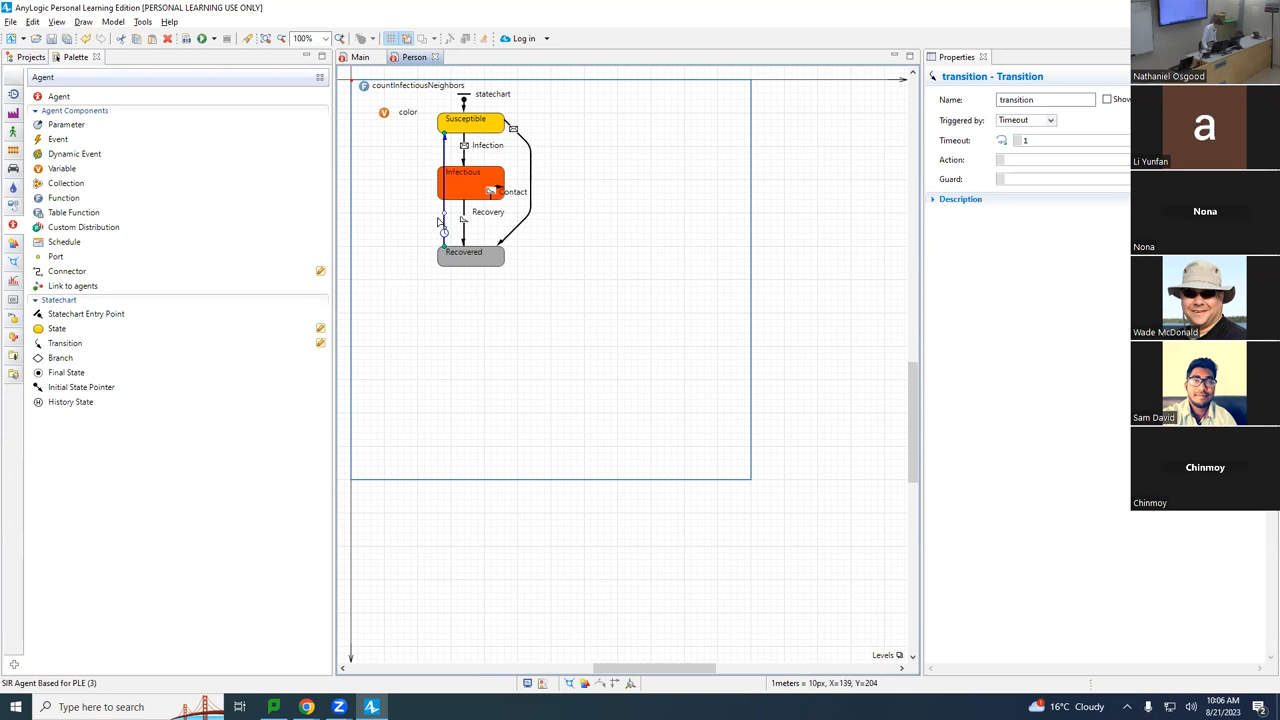 AnyLogic Personal Learning Edition [PERSONAL LEARNING USE ONLY]
File Edit View Draw Model Tools Help
100%
Log in
Projects Palette
Main Person
Properties
Agent
Agent
Agent Components
Parameter
Event
Dynamic Event
Variable
Collection
Function
Table Function
Custom Distribution
Schedule
Port
Connector
Link to agents
Statechart
Statechart Entry Point
State
Transition
Branch
Final State
Initial State Pointer
History State
countInfectiousNeighbors
statechart
color
Susceptible
Infection
Infectious
Contact
Recovery
Recovered
Levels
transition - Transition
Name: transition Show
Triggered by: Timeout
Timeout: 1
Action:
Guard:
Description
Nathaniel Osgood
a
Li Yunfan
Nona
Nona
Wade McDonald
Sam David
Chinmoy
Chinmoy
SIR Agent Based for PLE (3)
1meters = 10px, X=139, Y=204
Type here to search
16°C Cloudy
10:06 AM
8/21/2023
2